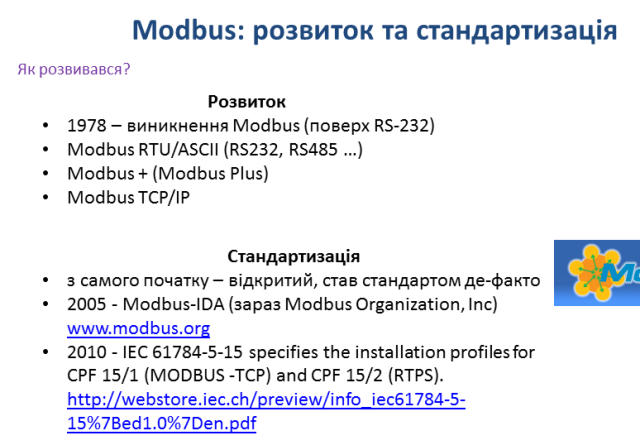 Modbus: розвиток та стандартизація
Як розвивався?
Розвиток
• 1978 – виникнення Modbus (поверх RS-232)
• Modbus RTU/ASCII (RS232, RS485 ...)
• Modbus + (Modbus Plus)
• Modbus TCP/IP
Стандартизація
• з самого початку – відкритий, став стандартом де-факто
• 2005 - Modbus-IDA (зараз Modbus Organization, Inc)
www.modbus.org
• 2010 - IEC 61784-5-15 specifies the installation profiles for
CPF 15/1 (MODBUS -TCP) and CPF 15/2 (RTPS).
http://webstore.iec.ch/preview/info_iec61784-5-
15%7Bed1.0%7Den.pdf